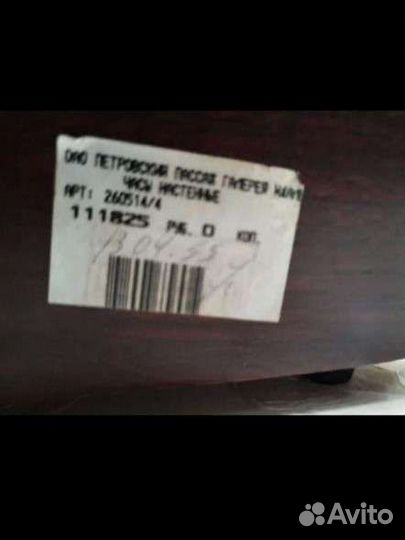 ОАО ПЕТРОВСКИЙ ПАССАЖ ГАЛЕРЕЯ
ЧАСЫ НАСТЕННЫЕ
АРТ: 260514/4
111825 РУБ. 0 КОП.
Avito